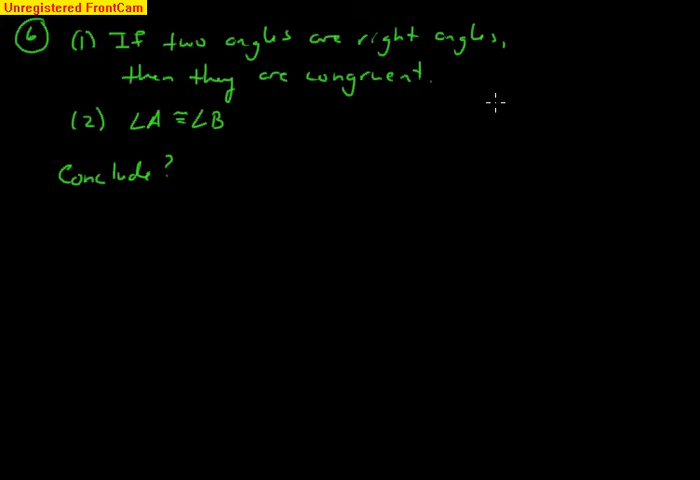 Unregistered FrontCam
6 (1) If two angles are right angles,
then they are congruent.
(2) ∠A ≅ ∠B
Conclude?